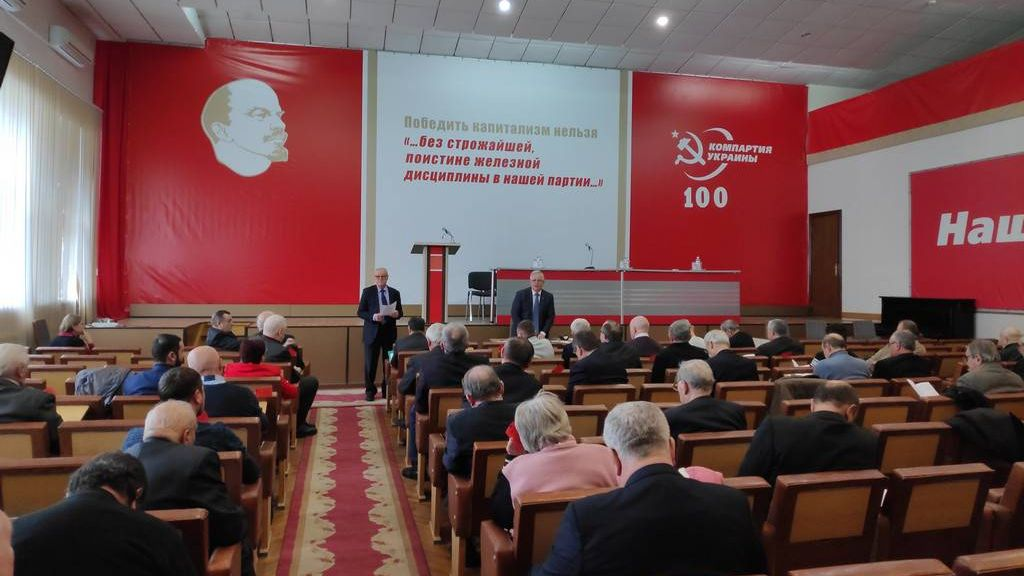 Победить капитализм нельзя
«...без строжайшей,
поистине железной
дисциплины в нашей партии...»
КОМПАРТИЯ
УКРАИНЫ
100
Наш